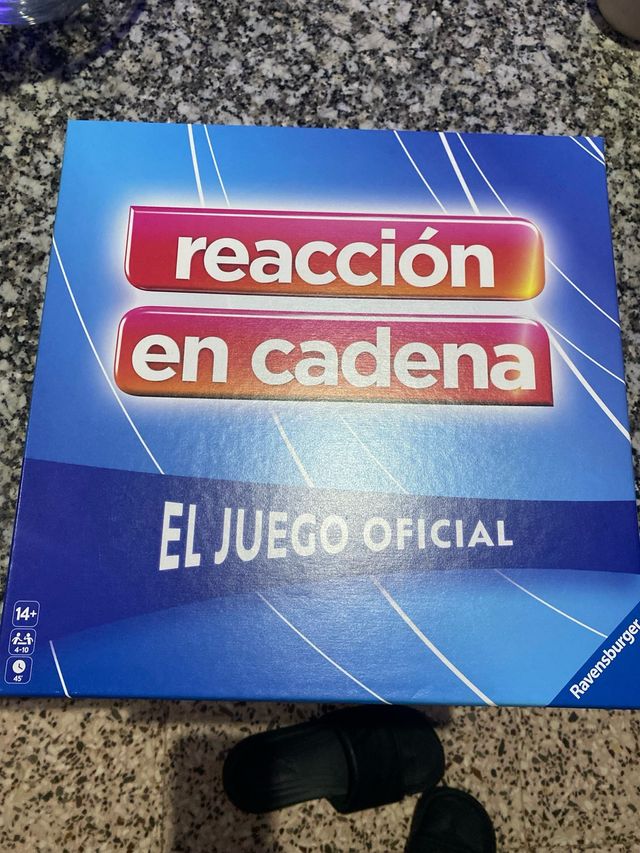 reacción
en cadena
EL JUEGO OFICIAL
14+
4-10
45'
Ravensburger